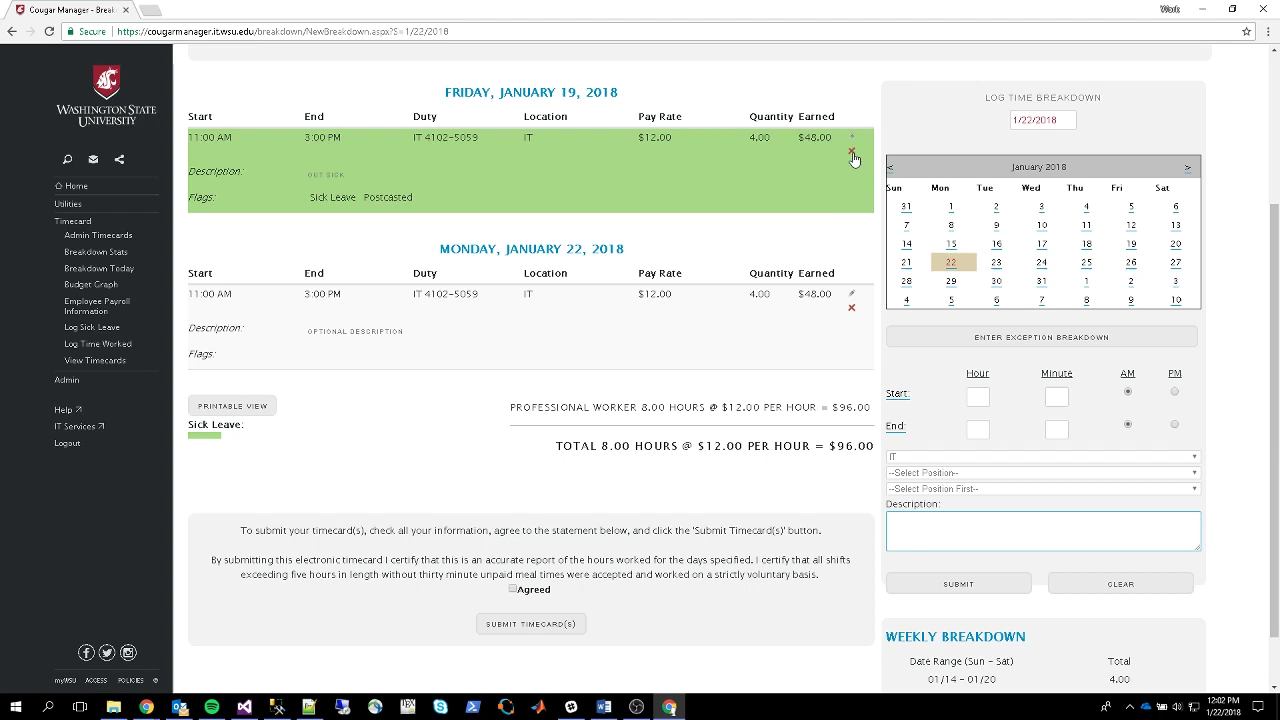 Cougar Manager - Break
Work
Secure
https://cougarmanager.it.wsu.edu/breakdown/NewBreakdown.aspx?S=1/22/2018
WASHINGTON STATE
UNIVERSITY
Home
Utilities
Timecard
Admin Timecards
Breakdown Stats
Breakdown Today
Budget Graph
Employee Payroll
Information
Log Sick Leave
Log Time Worked
View Timecards
Admin
Help
IT Services
Logout
myWSU ACCESS POLICIES ©
FRIDAY, JANUARY 19, 2018
Start End Duty Location Pay Rate Quantity Earned
11:00 AM 3:00 PM IT 4102-5059 IT $12.00 4.00 $48.00
Description: OUT SICK
Flags: Sick Leave Postcasted
MONDAY, JANUARY 22, 2018
Start End Duty Location Pay Rate Quantity Earned
11:00 AM 3:00 PM IT 4102-5059 IT $12.00 4.00 $48.00
Description: OPTIONAL DESCRIPTION
Flags:
PRINTABLE VIEW
PROFESSIONAL WORKER 8.00 HOURS @ $12.00 PER HOUR = $96.00
Sick Leave:
TOTAL 8.00 HOURS @ $12.00 PER HOUR = $96.00
To submit your timecard(s), check all your information, agree to the statement below, and click the 'Submit Timecard(s)' button.
By submitting this electronic timecard I certify that this is an accurate report of the hours worked for the days specified. I certify that all shifts
exceeding five hours in length without thirty minute unpaid meal times were accepted and worked on a strictly voluntary basis.
Agreed
SUBMIT TIMECARD(S)
LOG TIME BREAKDOWN
1/22/2018
< January 2018 >
Sun Mon Tue Wed Thu Fri Sat
31 1 2 3 4 5 6
7 8 9 10 11 12 13
14 15 16 17 18 19 20
21 22 23 24 25 26 27
28 29 30 31 1 2 3
4 5 6 7 8 9 10
ENTER EXCEPTION BREAKDOWN
Hour Minute AM PM
Start:
End:
IT
--Select Position--
--Select Position First--
Description:
SUBMIT CLEAR
WEEKLY BREAKDOWN
Date Range (Sun - Sat) Total
01/14 - 01/20 4.00
12:02 PM
1/22/2018